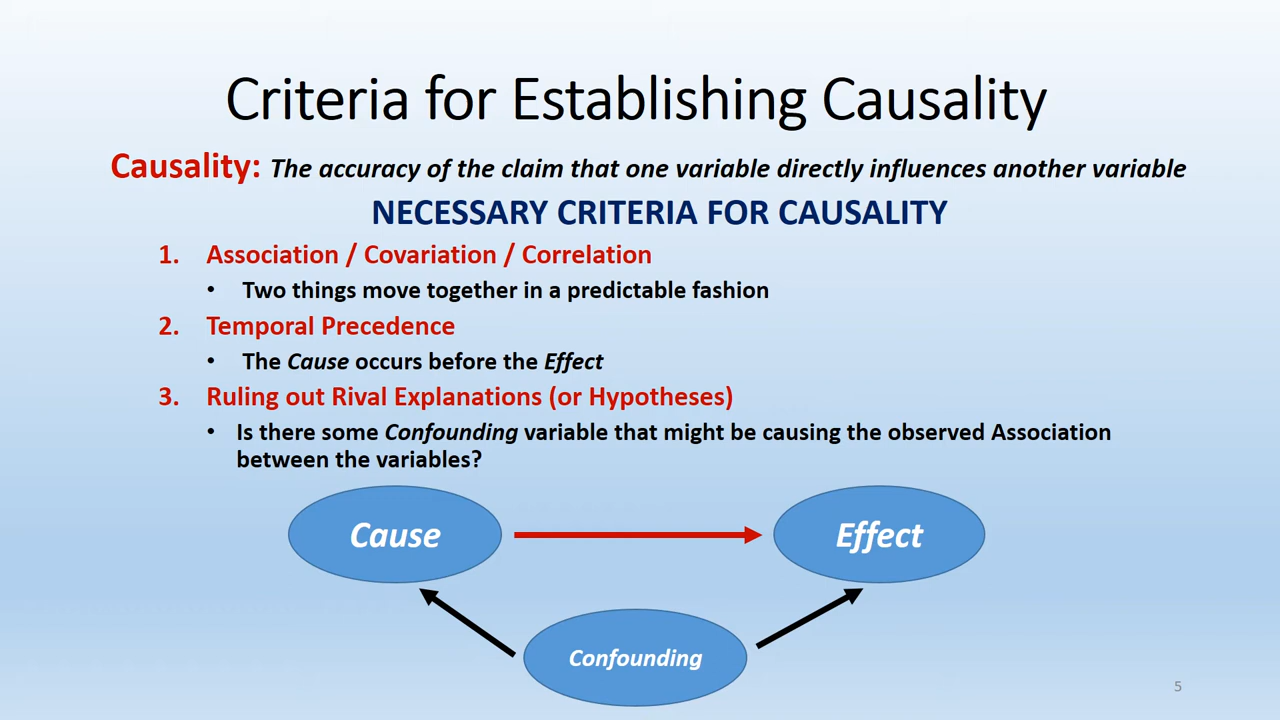 Criteria for Establishing Causality
Causality: The accuracy of the claim that one variable directly influences another variable
NECESSARY CRITERIA FOR CAUSALITY
1. Association / Covariation / Correlation
• Two things move together in a predictable fashion
2. Temporal Precedence
• The Cause occurs before the Effect
3. Ruling out Rival Explanations (or Hypotheses)
• Is there some Confounding variable that might be causing the observed Association
between the variables?
Cause
Effect
Confounding
5